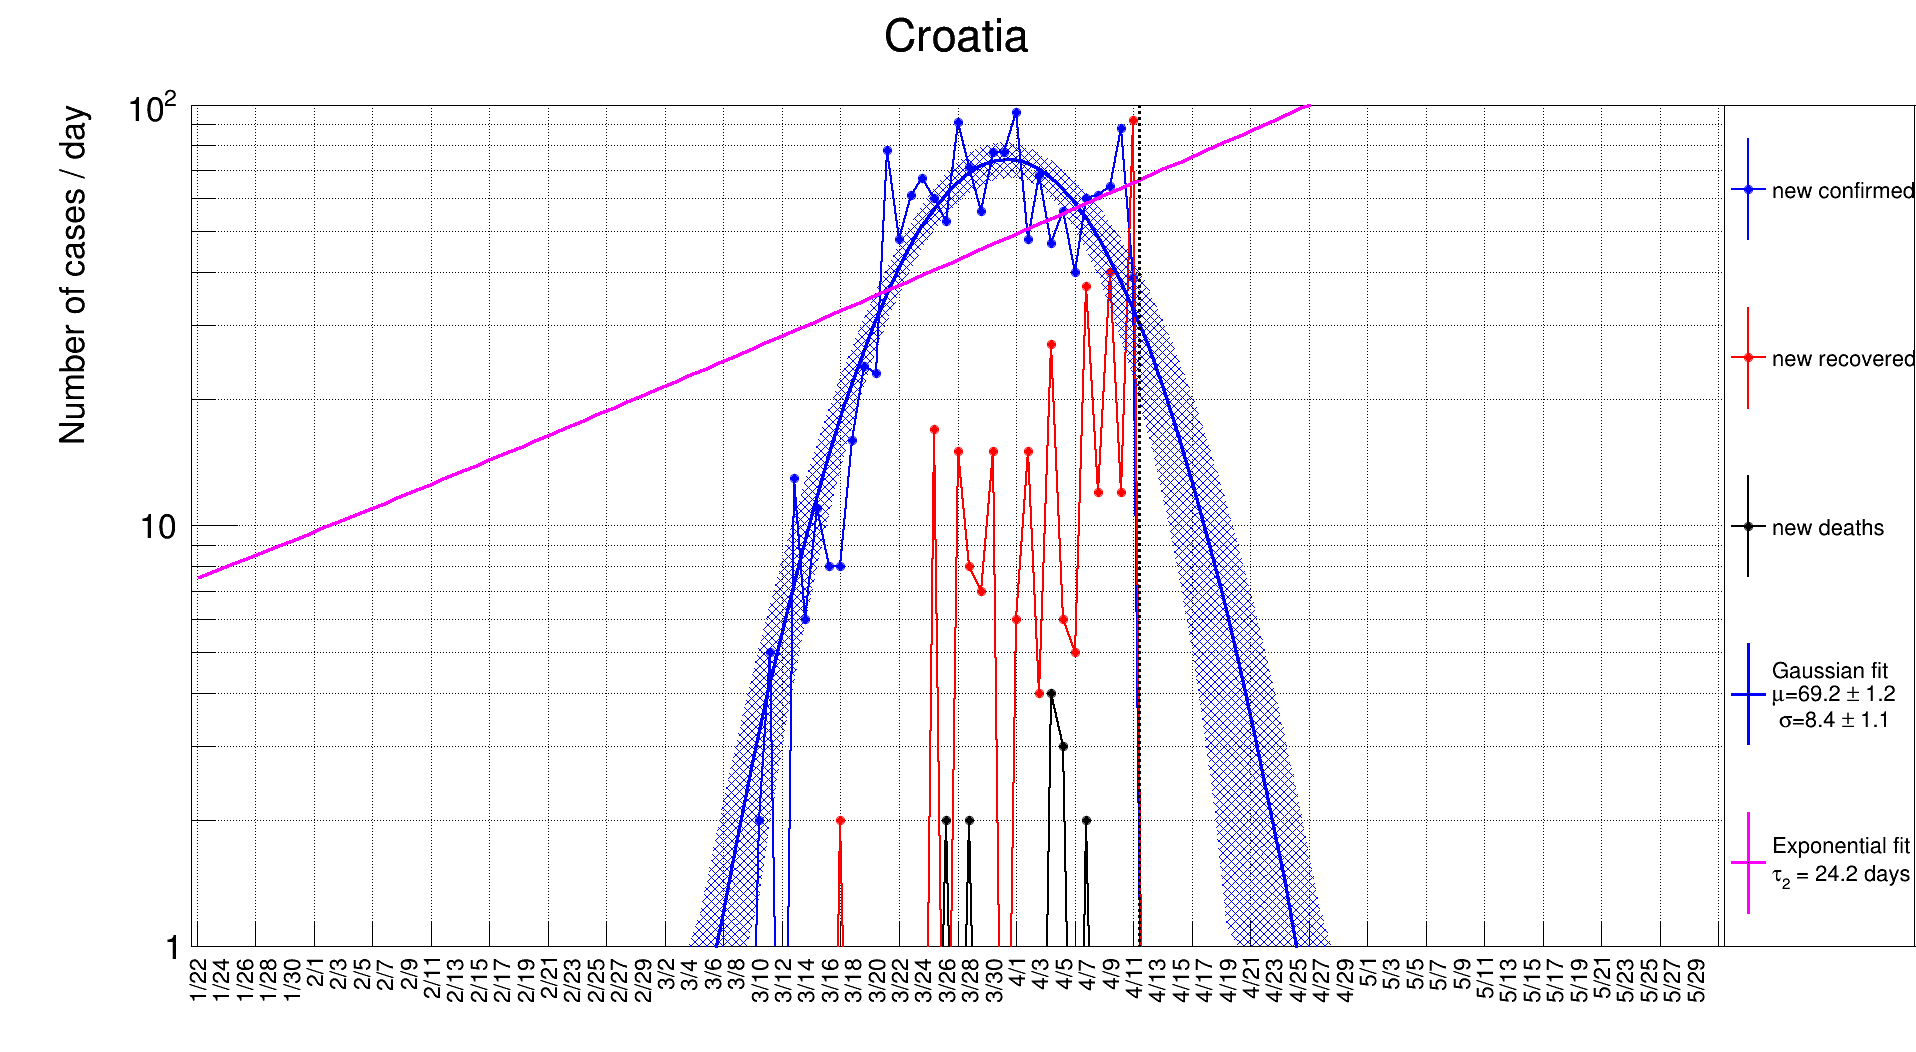 Croatia
Number of cases / day
10²
10
1
1/22 1/24 1/26 1/28 1/30 2/1 2/3 2/5 2/7 2/9 2/11 2/13 2/15 2/17 2/19 2/21 2/23 2/25 2/27 2/29 3/2 3/4 3/6 3/8 3/10 3/12 3/14 3/16 3/18 3/20 3/22 3/24 3/26 3/28 3/30 4/1 4/3 4/5 4/7 4/9 4/11 4/13 4/15 4/17 4/19 4/21 4/23 4/25 4/27 4/29 5/1 5/3 5/5 5/7 5/9 5/11 5/13 5/15 5/17 5/19 5/21 5/23 5/25 5/27 5/29
new confirmed
new recovered
new deaths
Gaussian fit
μ=69.2 ± 1.2
σ=8.4 ± 1.1
Exponential fit
τ₂ = 24.2 days